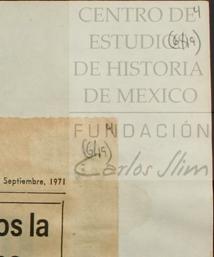 CENTRO DE
ESTUDIOS
DE HISTORIA
DE MEXICO
FUNDACIÓN
Carlos Slim
Septiembre, 1971
os la